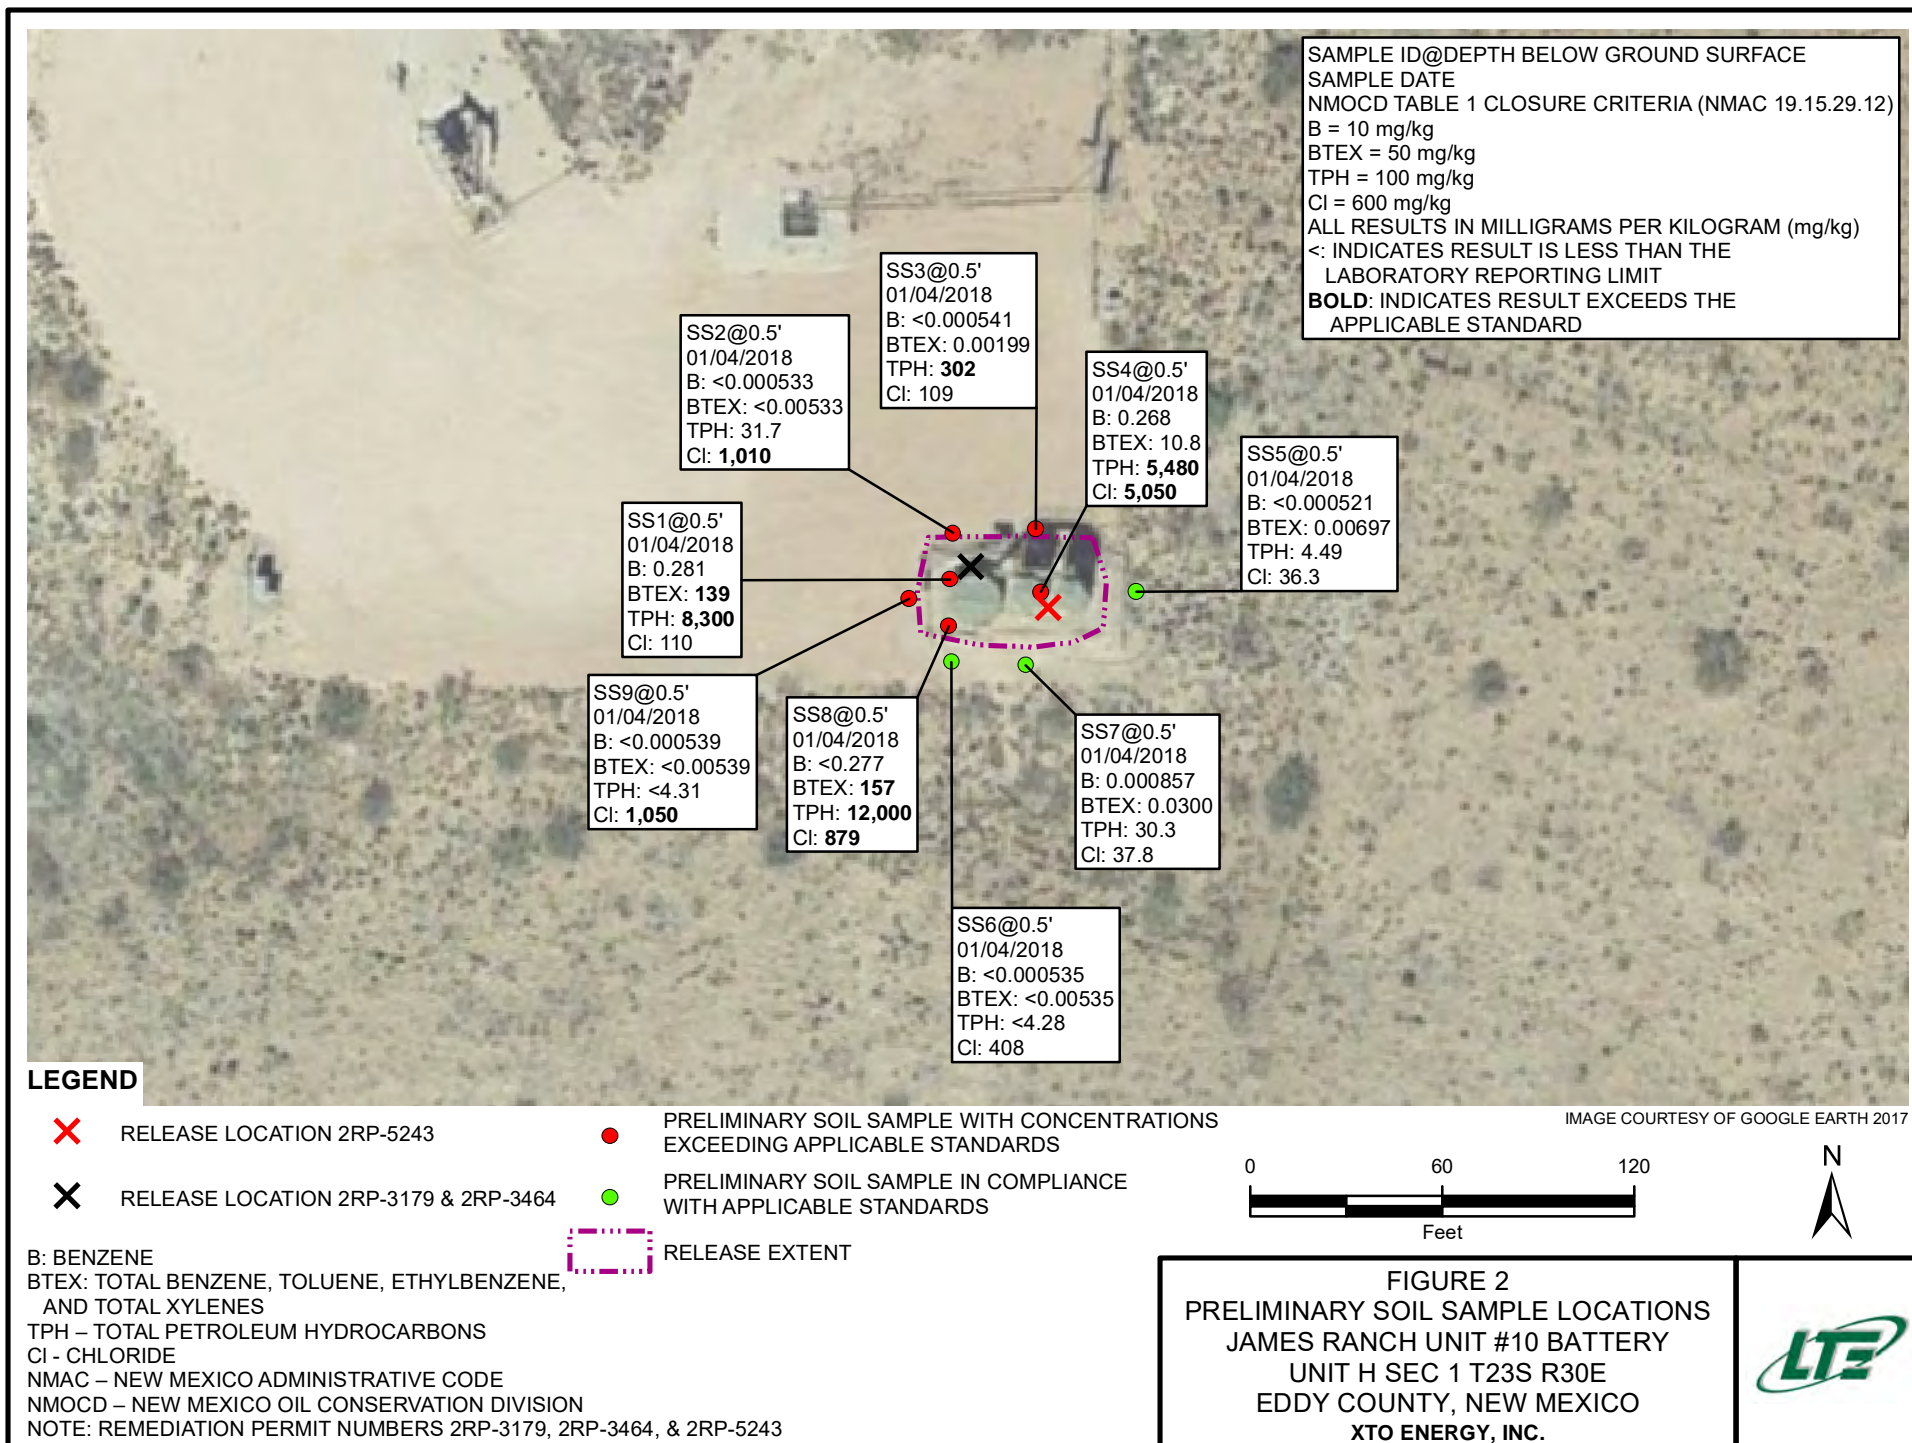 SAMPLE ID@DEPTH BELOW GROUND SURFACE
SAMPLE DATE
NMOCD TABLE 1 CLOSURE CRITERIA (NMAC 19.15.29.12)
B = 10 mg/kg
BTEX = 50 mg/kg
TPH = 100 mg/kg
Cl = 600 mg/kg
ALL RESULTS IN MILLIGRAMS PER KILOGRAM (mg/kg)
<: INDICATES RESULT IS LESS THAN THE
LABORATORY REPORTING LIMIT
BOLD: INDICATES RESULT EXCEEDS THE
APPLICABLE STANDARD
SS3@0.5'
01/04/2018
B: <0.000541
BTEX: 0.00199
TPH: 302
Cl: 109
SS2@0.5'
01/04/2018
B: <0.000533
BTEX: <0.00533
TPH: 31.7
Cl: 1,010
SS4@0.5'
01/04/2018
B: 0.268
BTEX: 10.8
TPH: 5,480
Cl: 5,050
SS5@0.5'
01/04/2018
B: <0.000521
BTEX: 0.00697
TPH: 4.49
Cl: 36.3
SS1@0.5'
01/04/2018
B: 0.281
BTEX: 139
TPH: 8,300
Cl: 110
SS9@0.5'
01/04/2018
B: <0.000539
BTEX: <0.00539
TPH: <4.31
Cl: 1,050
SS8@0.5'
01/04/2018
B: <0.277
BTEX: 157
TPH: 12,000
Cl: 879
SS7@0.5'
01/04/2018
B: 0.000857
BTEX: 0.0300
TPH: 30.3
Cl: 37.8
SS6@0.5'
01/04/2018
B: <0.000535
BTEX: <0.00535
TPH: <4.28
Cl: 408
LEGEND
RELEASE LOCATION 2RP-5243
RELEASE LOCATION 2RP-3179 & 2RP-3464
PRELIMINARY SOIL SAMPLE WITH CONCENTRATIONS
EXCEEDING APPLICABLE STANDARDS
PRELIMINARY SOIL SAMPLE IN COMPLIANCE
WITH APPLICABLE STANDARDS
RELEASE EXTENT
B: BENZENE
BTEX: TOTAL BENZENE, TOLUENE, ETHYLBENZENE,
AND TOTAL XYLENES
TPH – TOTAL PETROLEUM HYDROCARBONS
Cl - CHLORIDE
NMAC – NEW MEXICO ADMINISTRATIVE CODE
NMOCD – NEW MEXICO OIL CONSERVATION DIVISION
NOTE: REMEDIATION PERMIT NUMBERS 2RP-3179, 2RP-3464, & 2RP-5243
IMAGE COURTESY OF GOOGLE EARTH 2017
0 60 120
Feet
N
FIGURE 2
PRELIMINARY SOIL SAMPLE LOCATIONS
JAMES RANCH UNIT #10 BATTERY
UNIT H SEC 1 T23S R30E
EDDY COUNTY, NEW MEXICO
XTO ENERGY, INC.
LTE